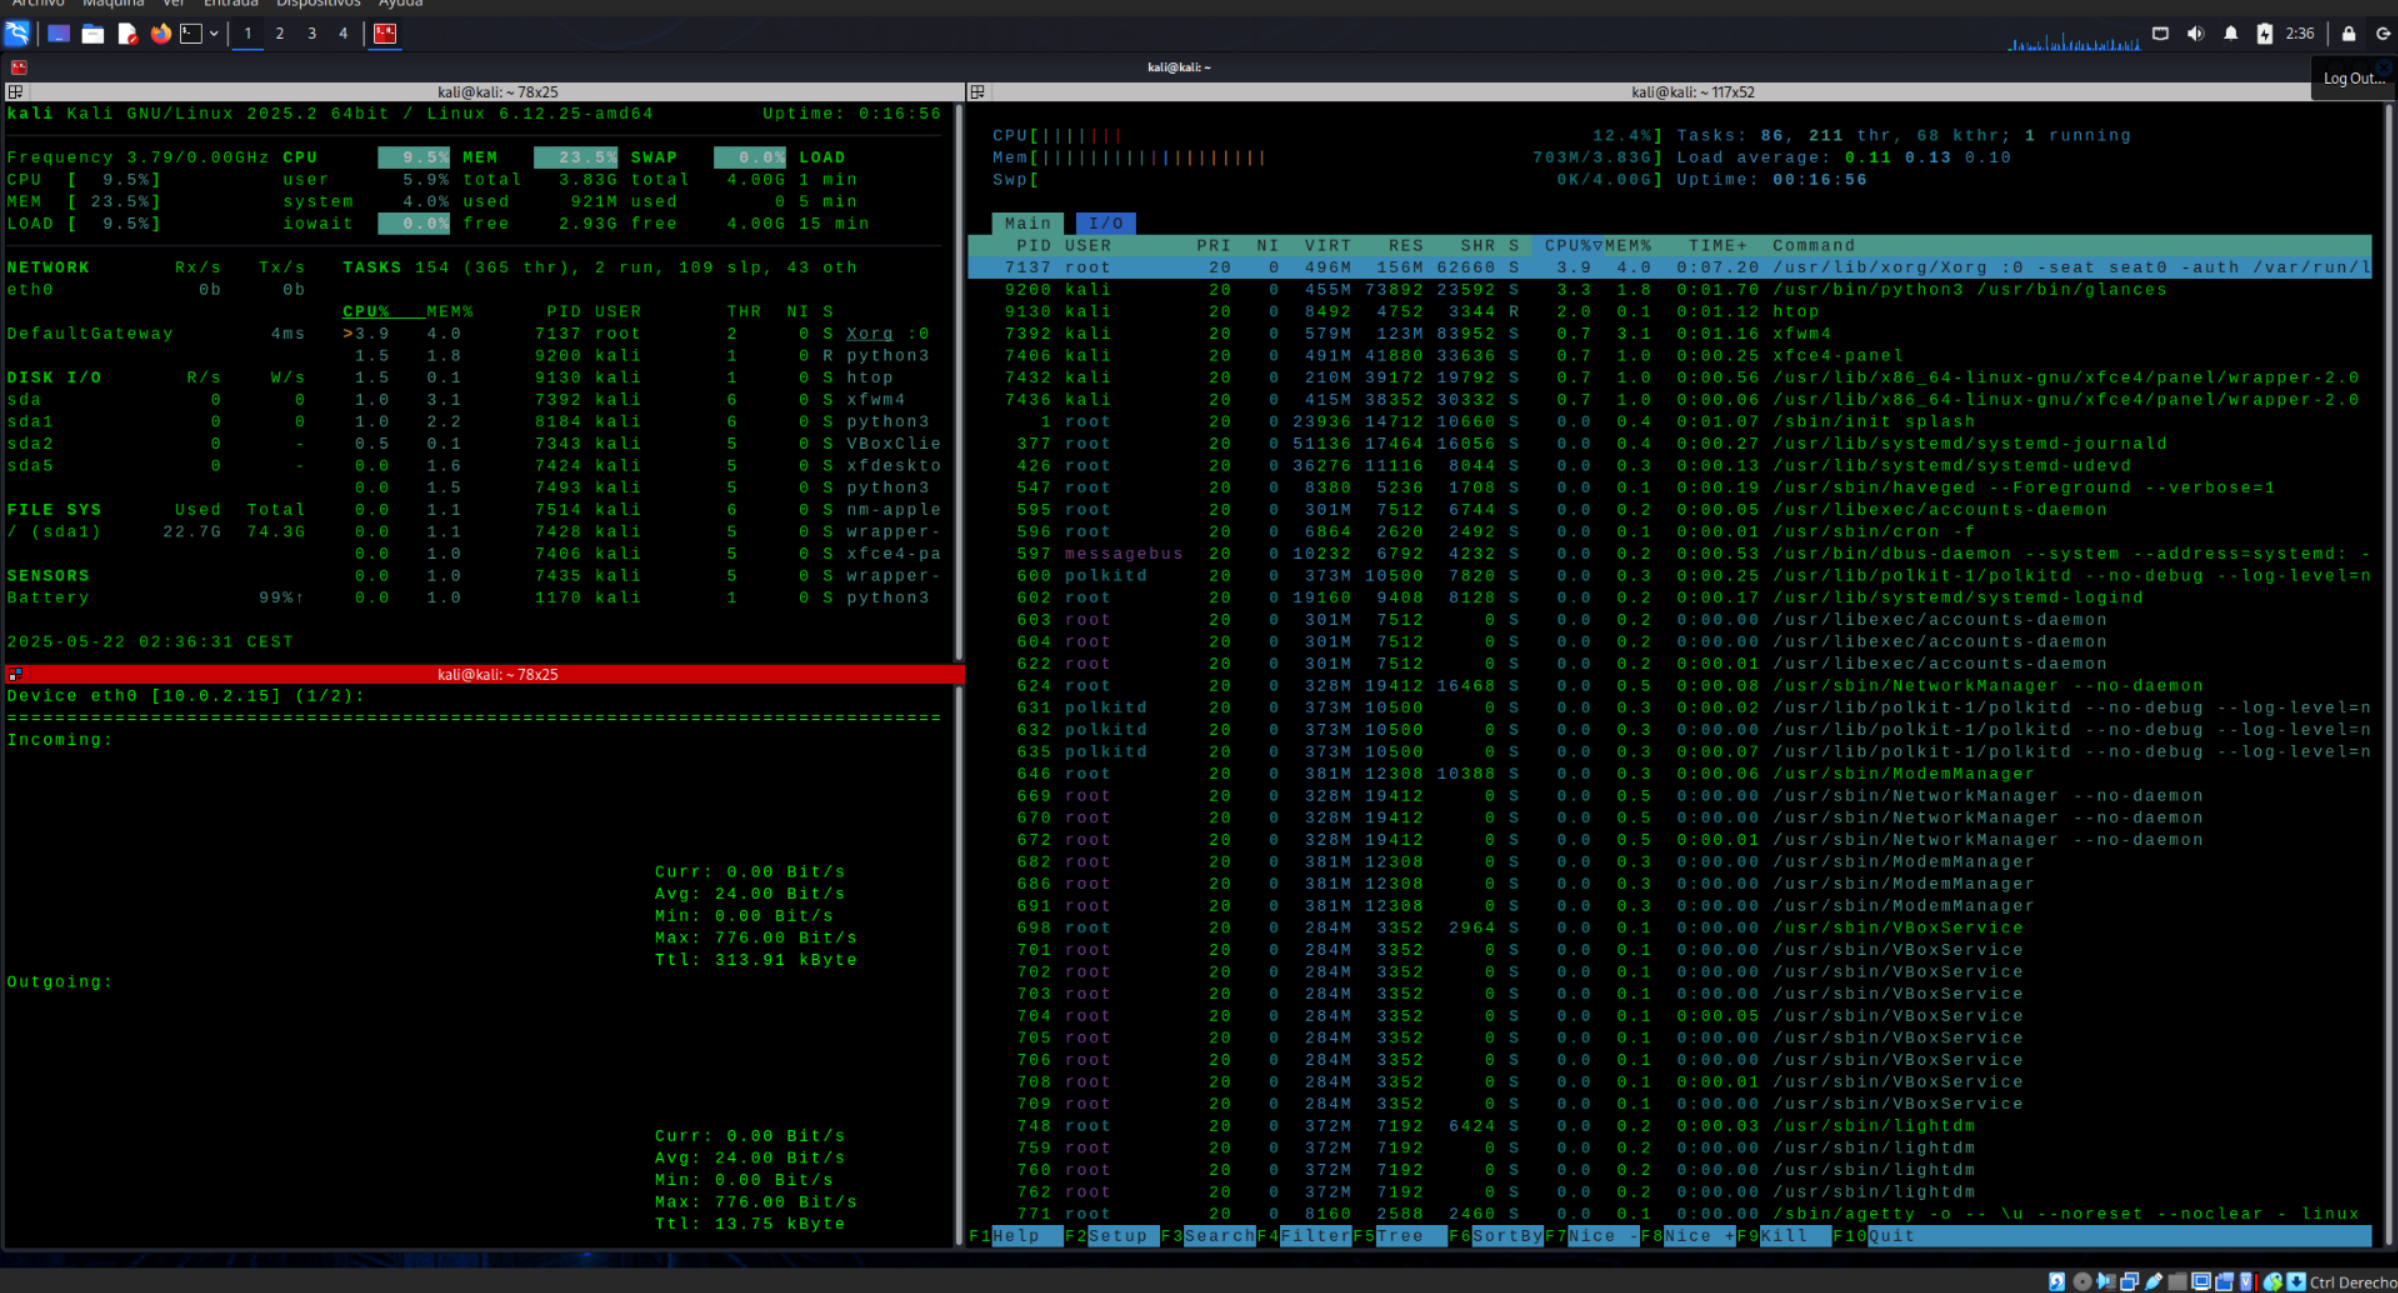 Archivo Máquina Ver Entrada Dispositivos Ayuda
1 2 3 4
2:36
kali@kali: ~
Log Out...
kali@kali: ~ 78x25
kali Kali GNU/Linux 2025.2 64bit / Linux 6.12.25-amd64 Uptime: 0:16:56
Frequency 3.79/0.00GHz CPU 9.5% MEM 23.5% SWAP 0.0% LOAD
CPU [ 9.5%] user 5.9% total 3.83G total 4.00G 1 min
MEM [ 23.5%] system 4.0% used 921M used 0 5 min
LOAD [ 9.5%] iowait 0.0% free 2.93G free 4.00G 15 min
NETWORK Rx/s Tx/s TASKS 154 (365 thr), 2 run, 109 slp, 43 oth
eth0 0b 0b
CPU% MEM% PID USER THR NI S
DefaultGateway 4ms >3.9 4.0 7137 root 2 0 S Xorg :0
1.5 1.8 9200 kali 1 0 R python3
DISK I/O R/s W/s 1.5 0.1 9130 kali 1 0 S htop
sda 0 0 1.0 3.1 7392 kali 6 0 S xfwm4
sda1 0 0 1.0 2.2 8184 kali 6 0 S python3
sda2 0 - 0.5 0.1 7343 kali 5 0 S VBoxClie
sda5 0 - 0.0 1.6 7424 kali 5 0 S xfdeskto
0.0 1.5 7493 kali 5 0 S python3
FILE SYS Used Total 0.0 1.1 7514 kali 6 0 S nm-apple
/ (sda1) 22.7G 74.3G 0.0 1.1 7428 kali 5 0 S wrapper-
0.0 1.0 7406 kali 5 0 S xfce4-pa
SENSORS 0.0 1.0 7435 kali 5 0 S wrapper-
Battery 99%↑ 0.0 1.0 1170 kali 1 0 S python3
2025-05-22 02:36:31 CEST
kali@kali: ~ 78x25
Device eth0 [10.0.2.15] (1/2):
==============================================================================
Incoming:
Curr: 0.00 Bit/s
Avg: 24.00 Bit/s
Min: 0.00 Bit/s
Max: 776.00 Bit/s
Ttl: 313.91 kByte
Outgoing:
Curr: 0.00 Bit/s
Avg: 24.00 Bit/s
Min: 0.00 Bit/s
Max: 776.00 Bit/s
Ttl: 13.75 kByte
kali@kali: ~ 117x52
CPU[||||||| 12.4%] Tasks: 86, 211 thr, 68 kthr; 1 running
Mem[||||||||||||||||||| 703M/3.83G] Load average: 0.11 0.13 0.10
Swp[ 0K/4.00G] Uptime: 00:16:56
Main I/O
PID USER PRI NI VIRT RES SHR S CPU%▽MEM% TIME+ Command
7137 root 20 0 496M 156M 62660 S 3.9 4.0 0:07.20 /usr/lib/xorg/Xorg :0 -seat seat0 -auth /var/run/l
9200 kali 20 0 455M 73892 23592 S 3.3 1.8 0:01.70 /usr/bin/python3 /usr/bin/glances
9130 kali 20 0 8492 4752 3344 R 2.0 0.1 0:01.12 htop
7392 kali 20 0 579M 123M 83952 S 0.7 3.1 0:01.16 xfwm4
7406 kali 20 0 491M 41880 33636 S 0.7 1.0 0:00.25 xfce4-panel
7432 kali 20 0 210M 39172 19792 S 0.7 1.0 0:00.56 /usr/lib/x86_64-linux-gnu/xfce4/panel/wrapper-2.0
7436 kali 20 0 415M 38352 30332 S 0.7 1.0 0:00.06 /usr/lib/x86_64-linux-gnu/xfce4/panel/wrapper-2.0
1 root 20 0 23936 14712 10660 S 0.0 0.4 0:01.07 /sbin/init splash
377 root 20 0 51136 17464 16056 S 0.0 0.4 0:00.27 /usr/lib/systemd/systemd-journald
426 root 20 0 36276 11116 8044 S 0.0 0.3 0:00.13 /usr/lib/systemd/systemd-udevd
547 root 20 0 8380 5236 1708 S 0.0 0.1 0:00.19 /usr/sbin/haveged --Foreground --verbose=1
595 root 20 0 301M 7512 6744 S 0.0 0.2 0:00.05 /usr/libexec/accounts-daemon
596 root 20 0 6864 2620 2492 S 0.0 0.1 0:00.01 /usr/sbin/cron -f
597 messagebus 20 0 10232 6792 4232 S 0.0 0.2 0:00.53 /usr/bin/dbus-daemon --system --address=systemd: -
600 polkitd 20 0 373M 10500 7820 S 0.0 0.3 0:00.25 /usr/lib/polkit-1/polkitd --no-debug --log-level=n
602 root 20 0 19160 9408 8128 S 0.0 0.2 0:00.17 /usr/lib/systemd/systemd-logind
603 root 20 0 301M 7512 0 S 0.0 0.2 0:00.00 /usr/libexec/accounts-daemon
604 root 20 0 301M 7512 0 S 0.0 0.2 0:00.00 /usr/libexec/accounts-daemon
622 root 20 0 301M 7512 0 S 0.0 0.2 0:00.01 /usr/libexec/accounts-daemon
624 root 20 0 328M 19412 16468 S 0.0 0.5 0:00.08 /usr/sbin/NetworkManager --no-daemon
631 polkitd 20 0 373M 10500 0 S 0.0 0.3 0:00.02 /usr/lib/polkit-1/polkitd --no-debug --log-level=n
632 polkitd 20 0 373M 10500 0 S 0.0 0.3 0:00.00 /usr/lib/polkit-1/polkitd --no-debug --log-level=n
635 polkitd 20 0 373M 10500 0 S 0.0 0.3 0:00.07 /usr/lib/polkit-1/polkitd --no-debug --log-level=n
646 root 20 0 381M 12308 10388 S 0.0 0.3 0:00.06 /usr/sbin/ModemManager
669 root 20 0 328M 19412 0 S 0.0 0.5 0:00.00 /usr/sbin/NetworkManager --no-daemon
670 root 20 0 328M 19412 0 S 0.0 0.5 0:00.00 /usr/sbin/NetworkManager --no-daemon
672 root 20 0 328M 19412 0 S 0.0 0.5 0:00.01 /usr/sbin/NetworkManager --no-daemon
682 root 20 0 381M 12308 0 S 0.0 0.3 0:00.00 /usr/sbin/ModemManager
686 root 20 0 381M 12308 0 S 0.0 0.3 0:00.00 /usr/sbin/ModemManager
691 root 20 0 381M 12308 0 S 0.0 0.3 0:00.00 /usr/sbin/ModemManager
698 root 20 0 284M 3352 2964 S 0.0 0.1 0:00.00 /usr/sbin/VBoxService
701 root 20 0 284M 3352 0 S 0.0 0.1 0:00.00 /usr/sbin/VBoxService
702 root 20 0 284M 3352 0 S 0.0 0.1 0:00.00 /usr/sbin/VBoxService
703 root 20 0 284M 3352 0 S 0.0 0.1 0:00.00 /usr/sbin/VBoxService
704 root 20 0 284M 3352 0 S 0.0 0.1 0:00.05 /usr/sbin/VBoxService
705 root 20 0 284M 3352 0 S 0.0 0.1 0:00.00 /usr/sbin/VBoxService
706 root 20 0 284M 3352 0 S 0.0 0.1 0:00.00 /usr/sbin/VBoxService
708 root 20 0 284M 3352 0 S 0.0 0.1 0:00.01 /usr/sbin/VBoxService
709 root 20 0 284M 3352 0 S 0.0 0.1 0:00.00 /usr/sbin/VBoxService
748 root 20 0 372M 7192 6424 S 0.0 0.2 0:00.03 /usr/sbin/lightdm
759 root 20 0 372M 7192 0 S 0.0 0.2 0:00.00 /usr/sbin/lightdm
760 root 20 0 372M 7192 0 S 0.0 0.2 0:00.00 /usr/sbin/lightdm
762 root 20 0 372M 7192 0 S 0.0 0.2 0:00.00 /usr/sbin/lightdm
771 root 20 0 8160 2588 2460 S 0.0 0.1 0:00.00 /sbin/agetty -o -- \u --noreset --noclear - linux
F1Help F2Setup F3SearchF4FilterF5Tree F6SortByF7Nice -F8Nice +F9Kill F10Quit
Ctrl Derecho